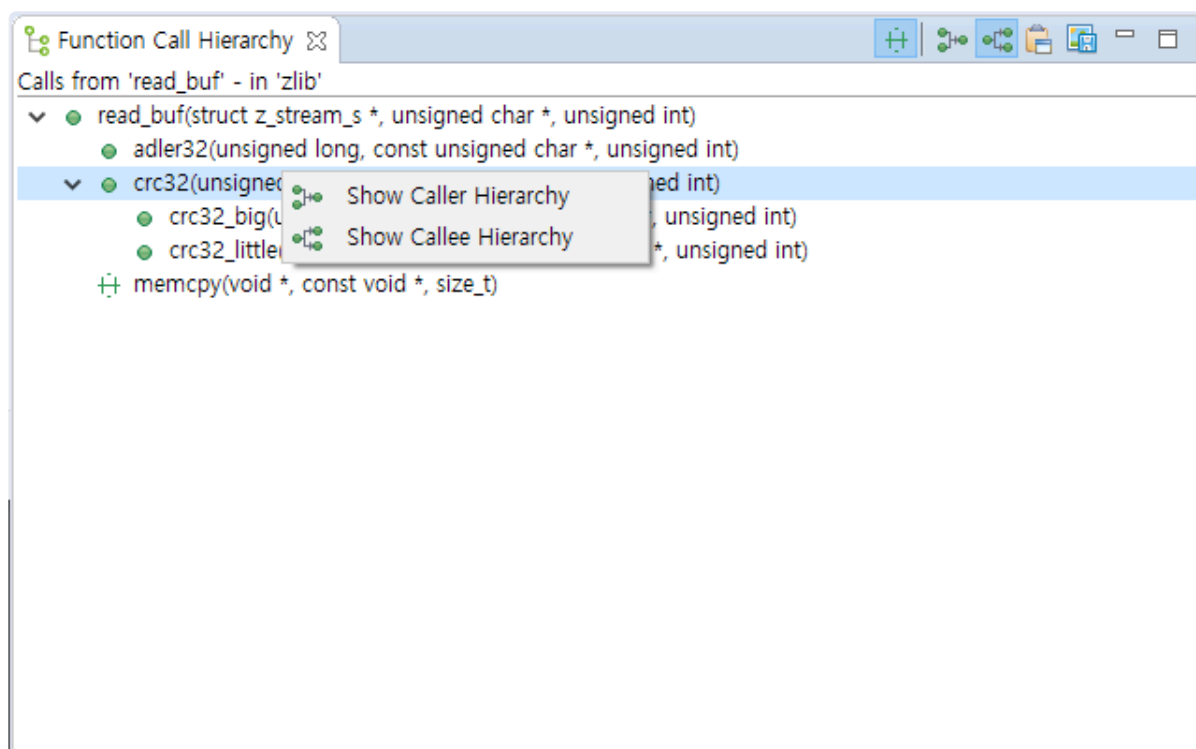 Function Call Hierarchy
Calls from 'read_buf' - in 'zlib'
read_buf(struct z_stream_s *, unsigned char *, unsigned int)
adler32(unsigned long, const unsigned char *, unsigned int)
crc32(unsigned int)
Show Caller Hierarchy
crc32_big( , unsigned int)
Show Callee Hierarchy
crc32_little( *, unsigned int)
memcpy(void *, const void *, size_t)